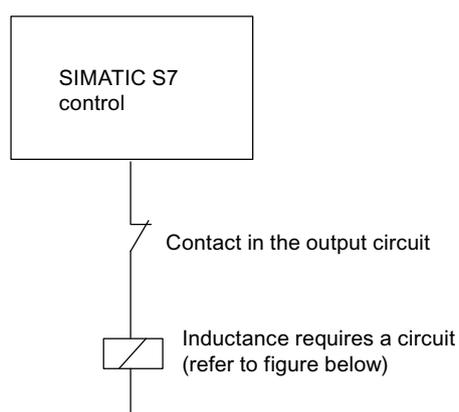 SIMATIC S7
control
Contact in the output circuit
Inductance requires a circuit
(refer to figure below)